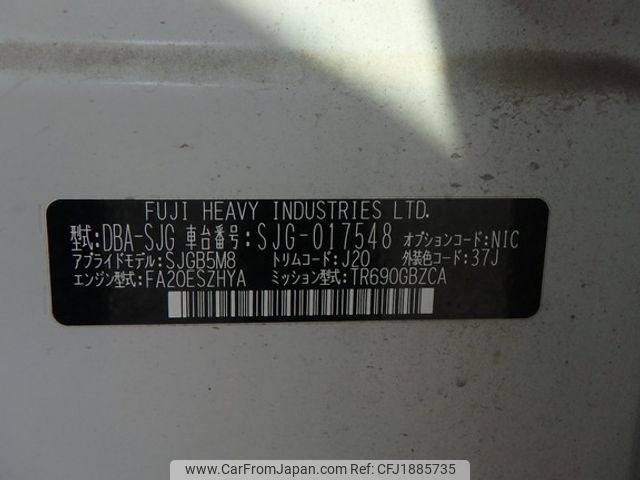 FUJI HEAVY INDUSTRIES LTD.
型式:DBA-SJG 車台番号:SJG-017548 オプションコード:NIC
アプライドモデル:SJGB5M8 トリムコード:J20 外装色コード:37J
エンジン型式:FA20ESZHYA ミッション型式:TR690GBZCA
www.CarFromJapan.com - Car ID: CFJ1885735